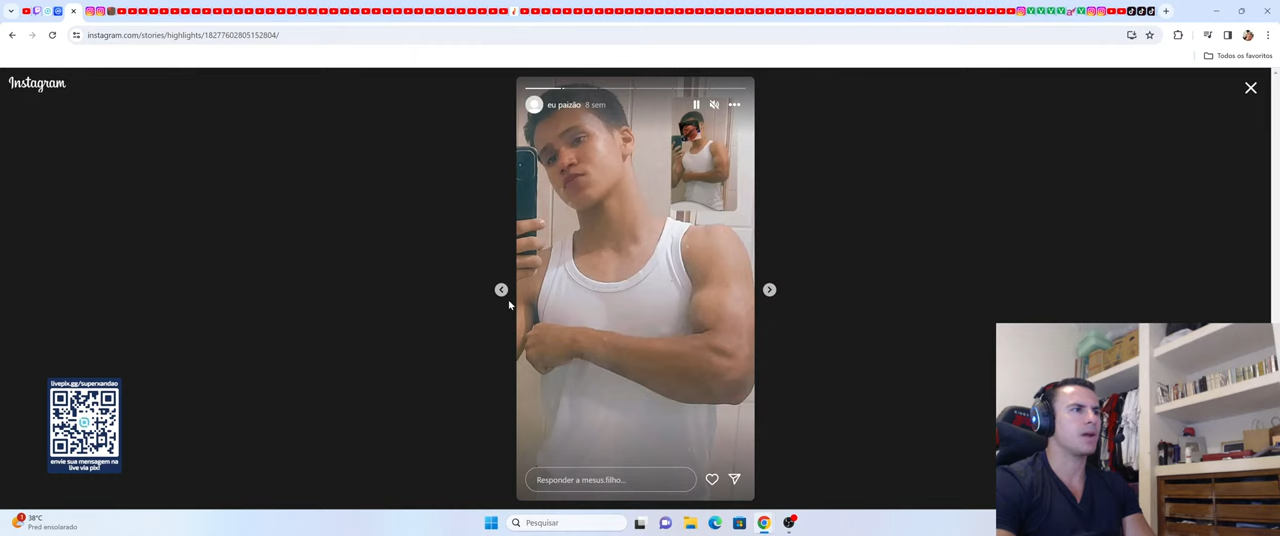 instagram.com/stories/highlights/18277602805152804/
Todos os favoritos
Instagram
eu paizão 8 sem
livepix.gg/superxandao
envie sua mensagem na
live via pix!
Responder a mesus.filho...
38°C
Pred ensolarado
Pesquisar